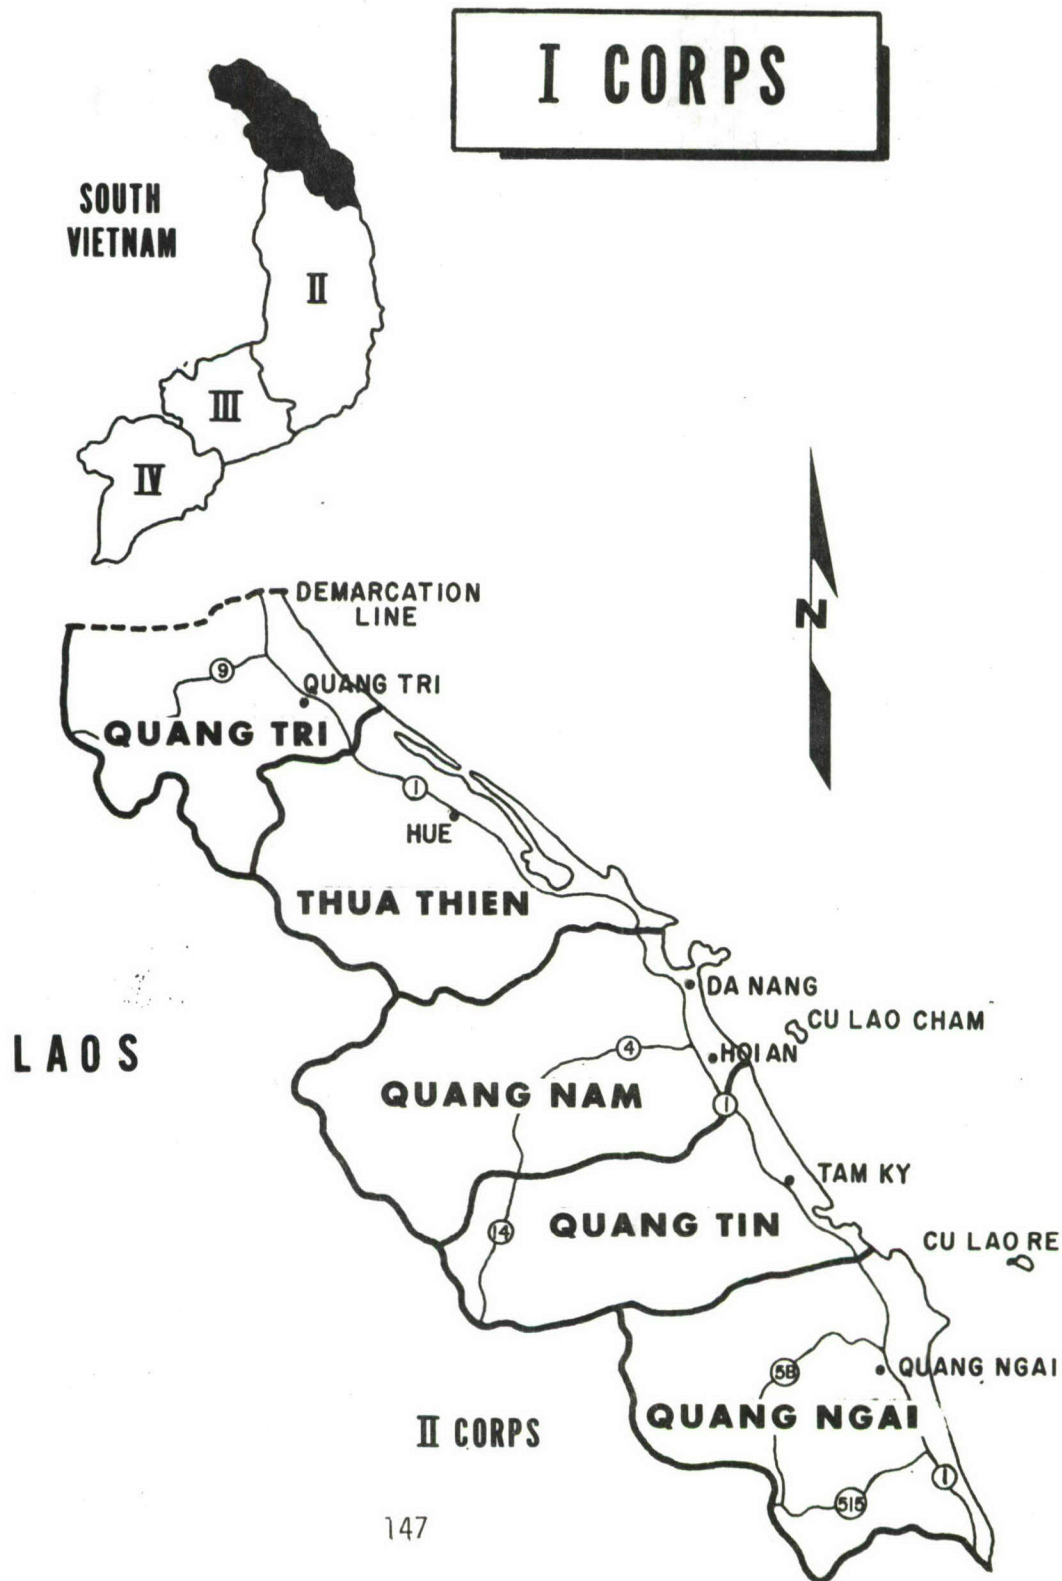 I CORPS
SOUTH
VIETNAM
II
III
IV
N
DEMARCATION
LINE
9
QUANG TRI
QUANG TRI
1
HUE
THUA THIEN
DA NANG
CU LAO CHAM
LAOS
4
HOI AN
QUANG NAM
1
TAM KY
QUANG TIN
14
CU LAO RE
5B
QUANG NGAI
QUANG NGAI
II CORPS
1
515
147